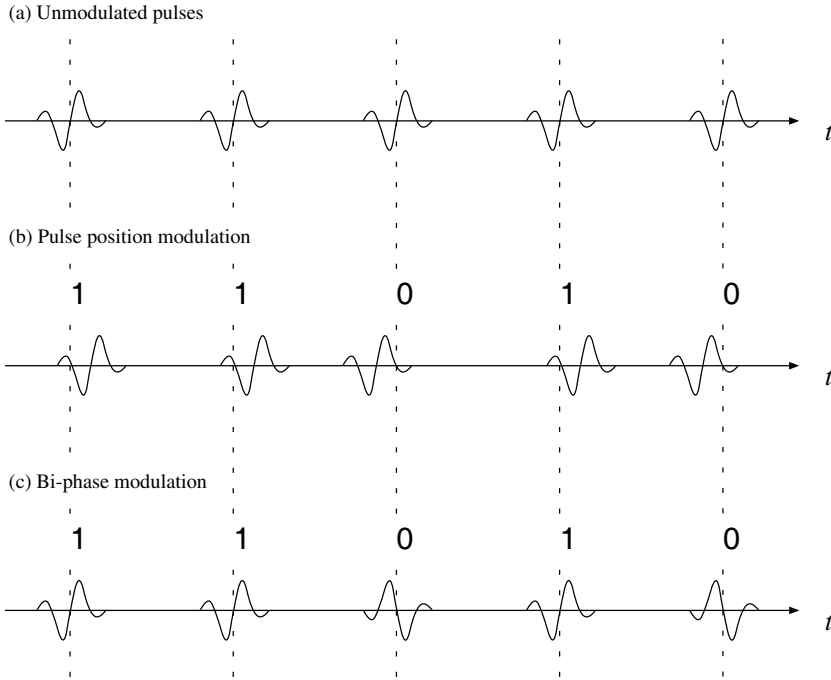 (a) Unmodulated pulses
t
(b) Pulse position modulation
1 1 0 1 0
t
(c) Bi-phase modulation
1 1 0 1 0
t